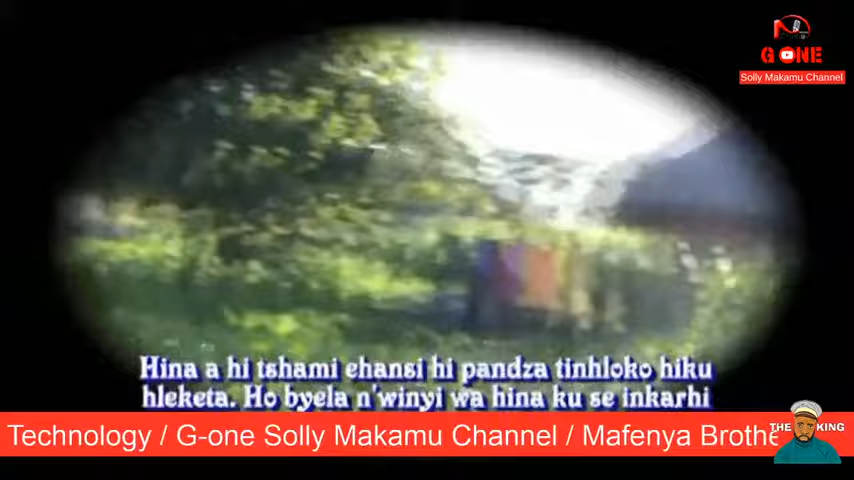 G ONE
Solly Makamu Channel
Hina a hi tshami ehansi hi pandza tinhloko hiku
hleketa. Ho byela n'winyi wa hina ku se inkarhi
Technology / G-one Solly Makamu Channel / Mafenya Brothe
THE KING